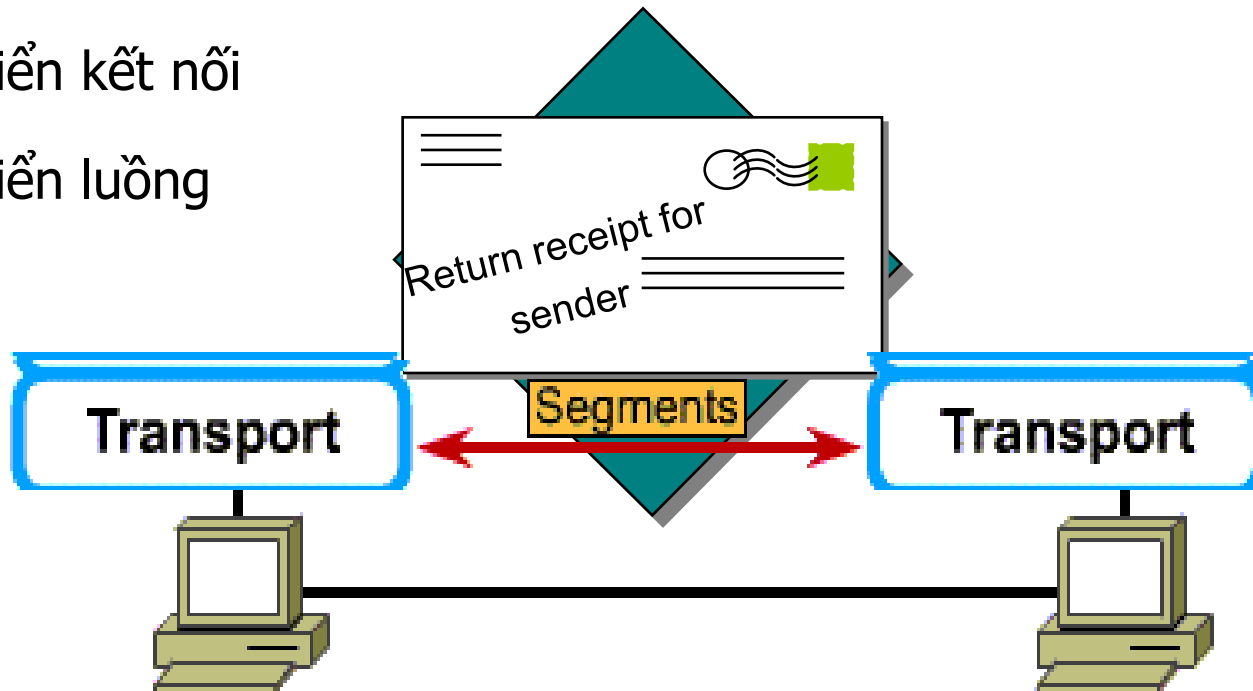 iển kết nối
iển luồng
Return receipt for
sender
Segments
Transport
Transport